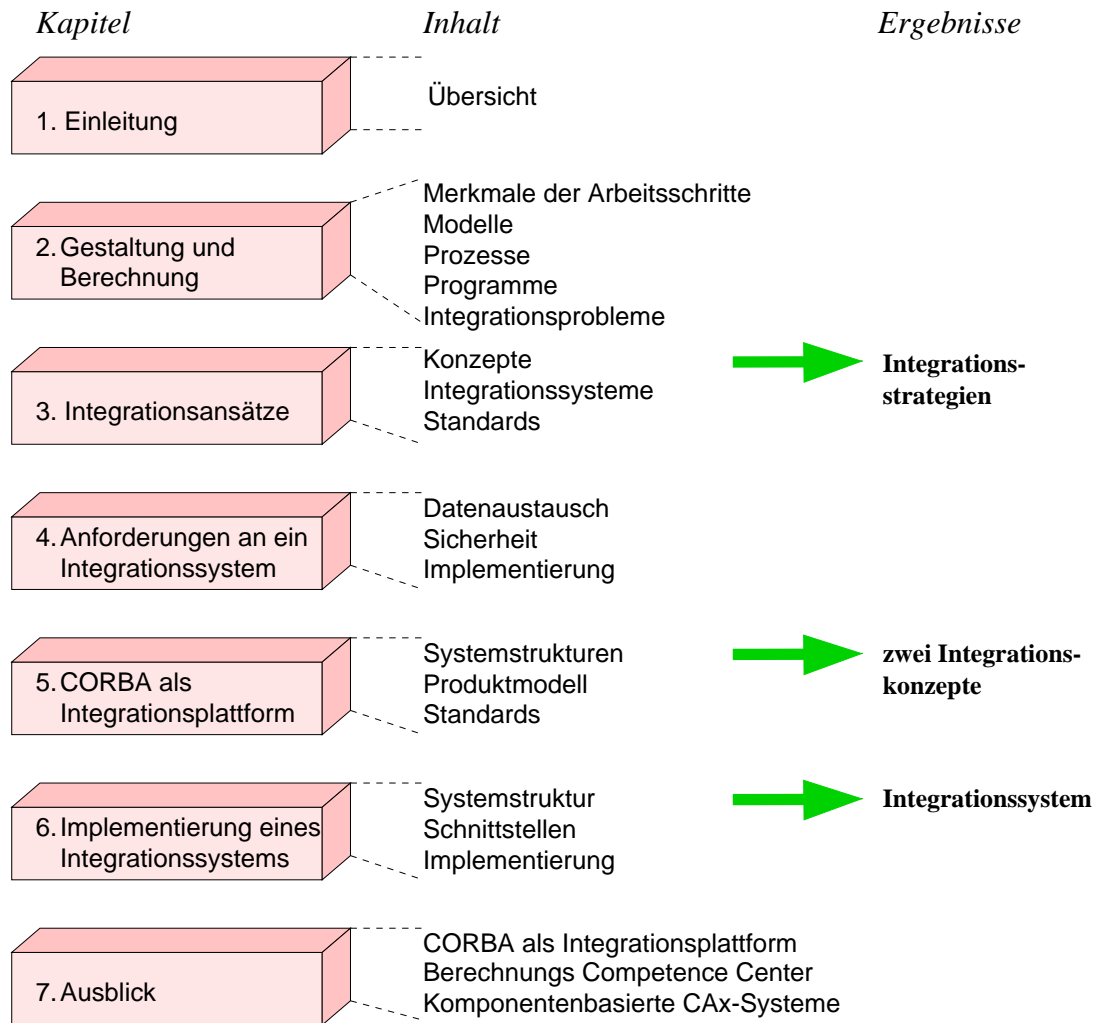 Kapitel Inhalt Ergebnisse
1. Einleitung
Übersicht
2. Gestaltung und
Berechnung
Merkmale der Arbeitsschritte
Modelle
Prozesse
Programme
Integrationsprobleme
3. Integrationsansätze
Konzepte
Integrationssysteme
Standards
Integrations-
strategien
4. Anforderungen an ein
Integrationssystem
Datenaustausch
Sicherheit
Implementierung
5. CORBA als
Integrationsplattform
Systemstrukturen
Produktmodell
Standards
zwei Integrations-
konzepte
6. Implementierung eines
Integrationssystems
Systemstruktur
Schnittstellen
Implementierung
Integrationssystem
7. Ausblick
CORBA als Integrationsplattform
Berechnungs Competence Center
Komponentenbasierte CAx-Systeme